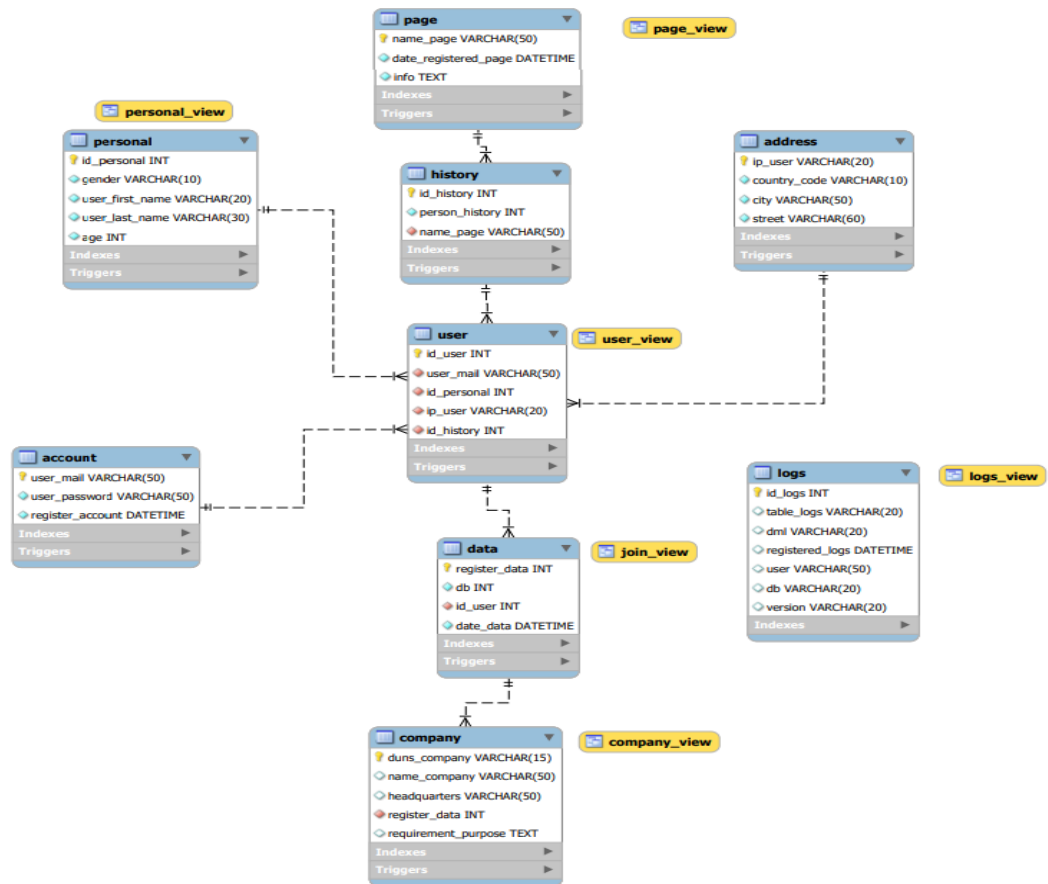 page
name_page VARCHAR(50)
date_registered_page DATETIME
info TEXT
Indexes
Triggers
page_view
personal_view
personal
id_personal INT
gender VARCHAR(10)
user_first_name VARCHAR(20)
user_last_name VARCHAR(30)
age INT
Indexes
Triggers
history
id_history INT
person_history INT
name_page VARCHAR(50)
Indexes
Triggers
address
ip_user VARCHAR(20)
country_code VARCHAR(10)
city VARCHAR(50)
street VARCHAR(60)
Indexes
Triggers
user
id_user INT
user_mail VARCHAR(50)
id_personal INT
ip_user VARCHAR(20)
id_history INT
Indexes
Triggers
user_view
account
user_mail VARCHAR(50)
user_password VARCHAR(50)
register_account DATETIME
Indexes
Triggers
logs
id_logs INT
table_logs VARCHAR(20)
dml VARCHAR(20)
registered_logs DATETIME
user VARCHAR(50)
db VARCHAR(20)
version VARCHAR(20)
Indexes
logs_view
data
register_data INT
db INT
id_user INT
date_data DATETIME
Indexes
Triggers
join_view
company
duns_company VARCHAR(15)
name_company VARCHAR(50)
headquarters VARCHAR(50)
register_data INT
requirement_purpose TEXT
Indexes
Triggers
company_view